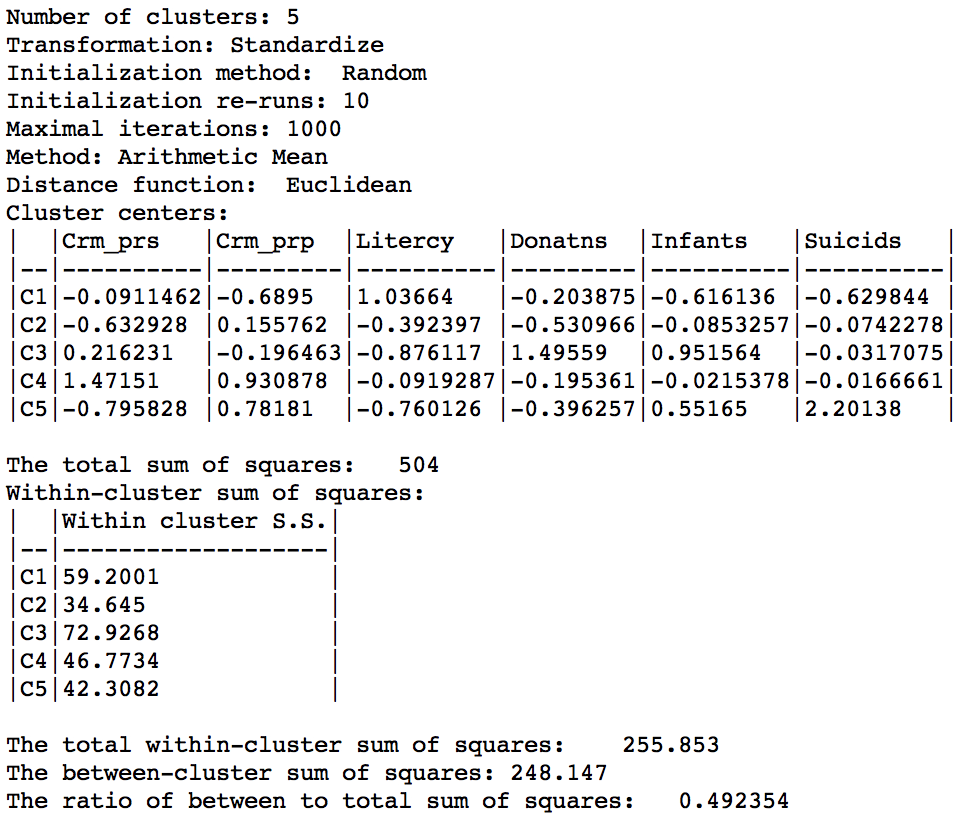 Number of clusters: 5
Transformation: Standardize
Initialization method:  Random
Initialization re-runs: 10
Maximal iterations: 1000
Method: Arithmetic Mean
Distance function:  Euclidean
Cluster centers:
|  |Crm_prs   |Crm_prp  |Litercy   |Donatns  |Infants   |Suicids   |
|--|----------|---------|----------|---------|----------|----------|
|C1|-0.0911462|-0.6895  |1.03664   |-0.203875|-0.616136 |-0.629844 |
|C2|-0.632928 |0.155762 |-0.392397 |-0.530966|-0.0853257|-0.0742278|
|C3|0.216231  |-0.196463|-0.876117 |1.49559  |0.951564  |-0.0317075|
|C4|1.47151   |0.930878 |-0.0919287|-0.195361|-0.0215378|-0.0166661|
|C5|-0.795828 |0.78181  |-0.760126 |-0.396257|0.55165   |2.20138   |
The total sum of squares:   504
Within-cluster sum of squares:
|  |Within cluster S.S.|
|--|-------------------|
|C1|59.2001            |
|C2|34.645             |
|C3|72.9268            |
|C4|46.7734            |
|C5|42.3082            |
The total within-cluster sum of squares:    255.853
The between-cluster sum of squares: 248.147
The ratio of between to total sum of squares:   0.492354